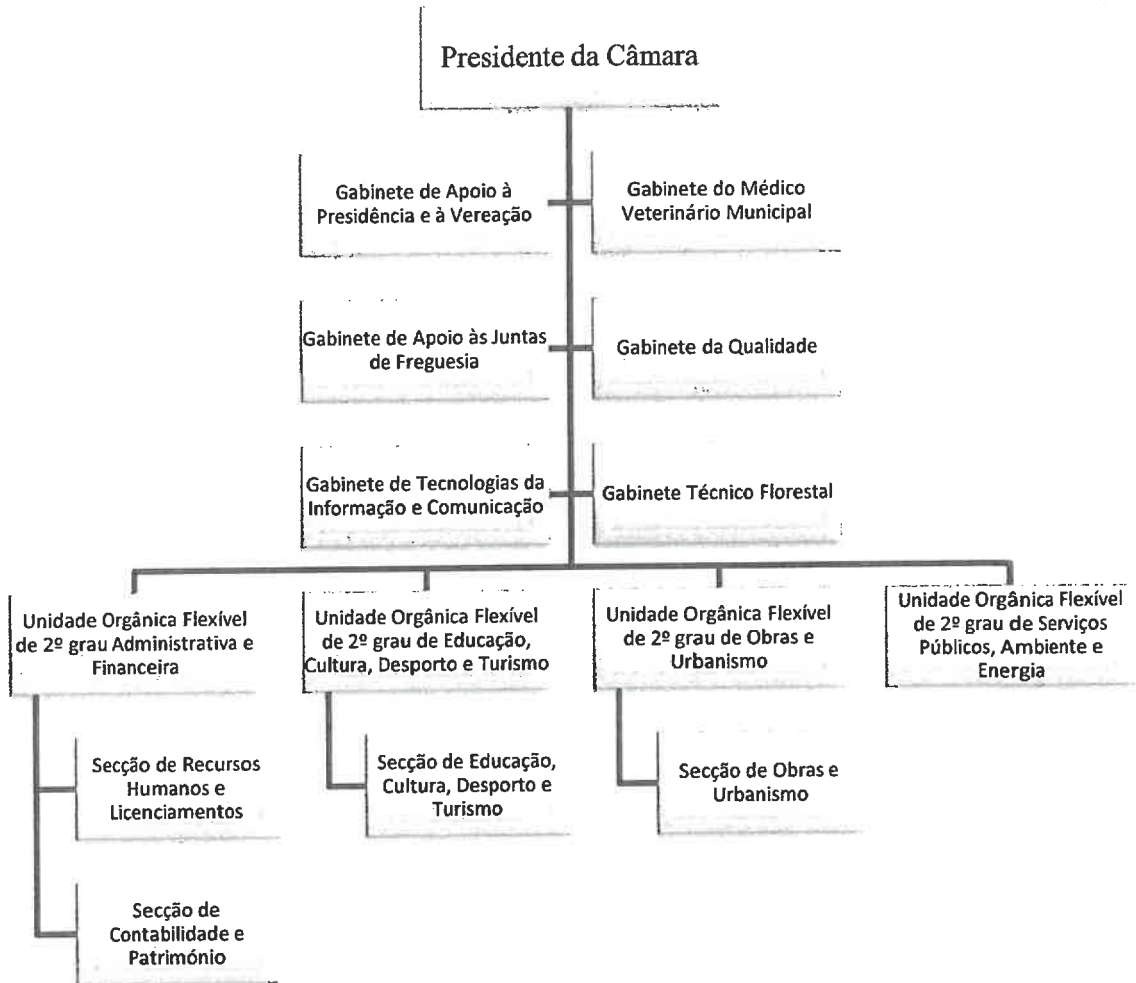 Presidente da Câmara
Gabinete de Apoio à
Presidência e à Vereação
Gabinete do Médico
Veterinário Municipal
Gabinete de Apoio às Juntas
de Freguesia
Gabinete da Qualidade
Gabinete de Tecnologias da
Informação e Comunicação
Gabinete Técnico Florestal
Unidade Orgânica Flexível
de 2º grau Administrativa e
Financeira
Unidade Orgânica Flexível
de 2º grau de Educação,
Cultura, Desporto e Turismo
Unidade Orgânica Flexível
de 2º grau de Obras e
Urbanismo
Unidade Orgânica Flexível
de 2º grau de Serviços
Públicos, Ambiente e
Energia
Secção de Recursos
Humanos e
Licenciamentos
Secção de Educação,
Cultura, Desporto e
Turismo
Secção de Obras e
Urbanismo
Secção de
Contabilidade e
Património